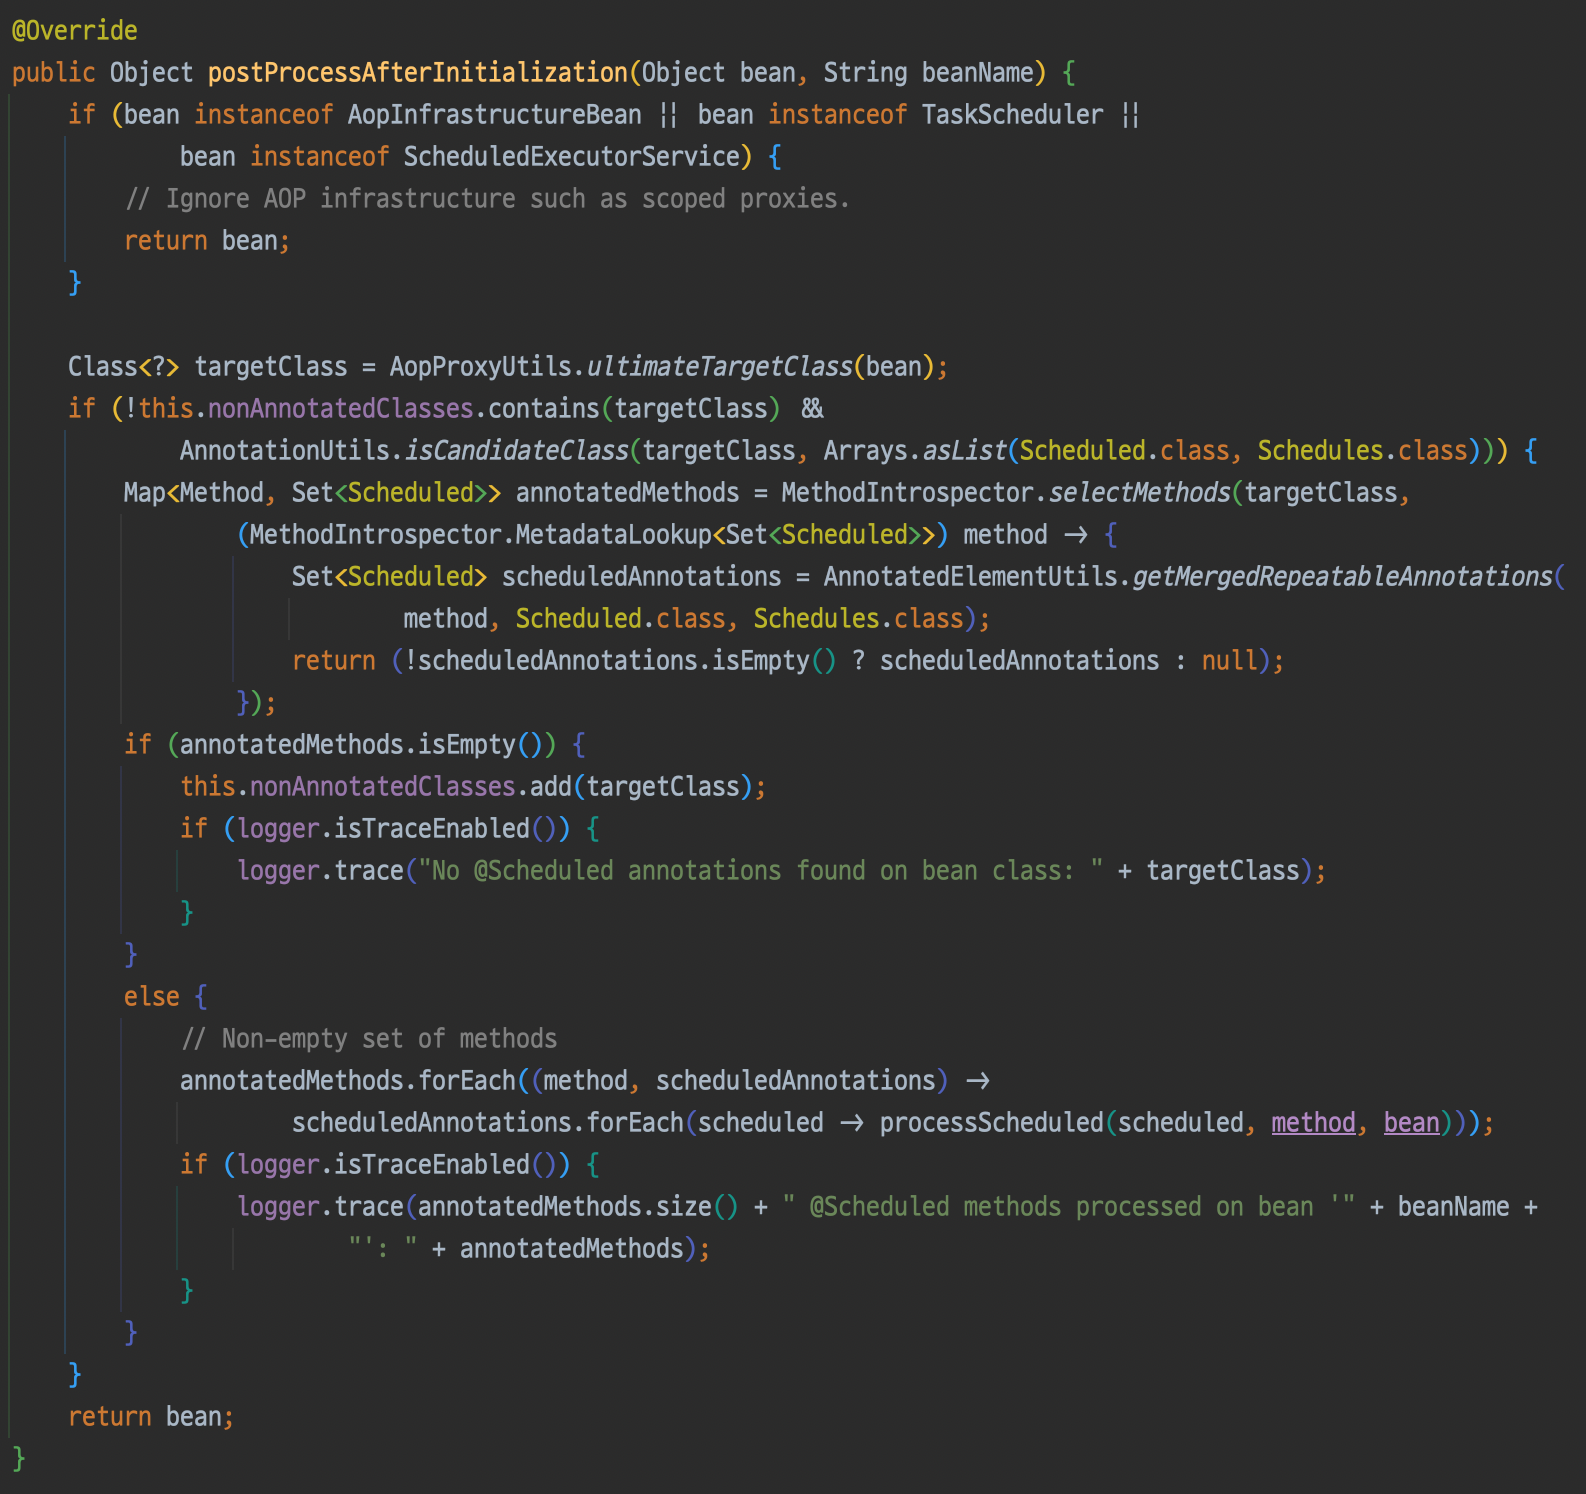 @Override
public Object postProcessAfterInitialization(Object bean, String beanName) {
    if (bean instanceof AopInfrastructureBean || bean instanceof TaskScheduler ||
            bean instanceof ScheduledExecutorService) {
        // Ignore AOP infrastructure such as scoped proxies.
        return bean;
    }

    Class<?> targetClass = AopProxyUtils.ultimateTargetClass(bean);
    if (!this.nonAnnotatedClasses.contains(targetClass) &&
            AnnotationUtils.isCandidateClass(targetClass, Arrays.asList(Scheduled.class, Schedules.class))) {
        Map<Method, Set<Scheduled>> annotatedMethods = MethodIntrospector.selectMethods(targetClass,
                (MethodIntrospector.MetadataLookup<Set<Scheduled>>) method -> {
                    Set<Scheduled> scheduledAnnotations = AnnotatedElementUtils.getMergedRepeatableAnnotations(
                            method, Scheduled.class, Schedules.class);
                    return (!scheduledAnnotations.isEmpty() ? scheduledAnnotations : null);
                });
        if (annotatedMethods.isEmpty()) {
            this.nonAnnotatedClasses.add(targetClass);
            if (logger.isTraceEnabled()) {
                logger.trace("No @Scheduled annotations found on bean class: " + targetClass);
            }
        }
        else {
            // Non-empty set of methods
            annotatedMethods.forEach((method, scheduledAnnotations) ->
                    scheduledAnnotations.forEach(scheduled -> processScheduled(scheduled, method, bean)));
            if (logger.isTraceEnabled()) {
                logger.trace(annotatedMethods.size() + " @Scheduled methods processed on bean '" + beanName +
                        "': " + annotatedMethods);
            }
        }
    }
    return bean;
}